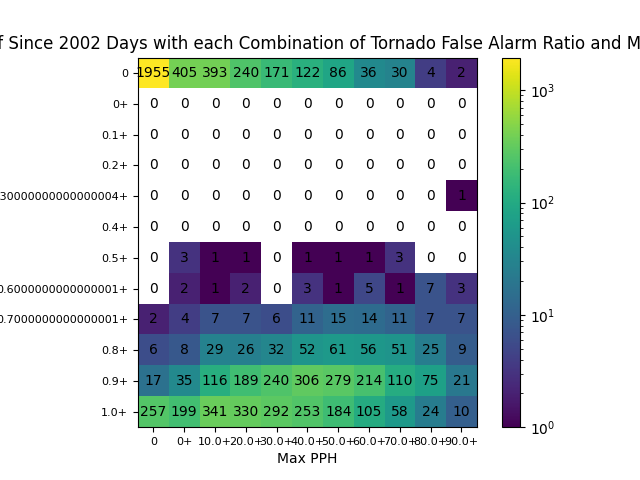 f Since 2002 Days with each Combination of Tornado False Alarm Ratio and M
0 1955 405 393 240 171 122 86 36 30 4 2
0+ 0 0 0 0 0 0 0 0 0 0 0
0.1+ 0 0 0 0 0 0 0 0 0 0 0
0.2+ 0 0 0 0 0 0 0 0 0 0 0
30000000000000004+ 0 0 0 0 0 0 0 0 0 0 1
0.4+ 0 0 0 0 0 0 0 0 0 0 0
0.5+ 0 3 1 1 0 1 1 1 3 0 0
0.6000000000000001+ 0 2 1 2 0 3 1 5 1 7 3
0.7000000000000001+ 2 4 7 7 6 11 15 14 11 7 7
0.8+ 6 8 29 26 32 52 61 56 51 25 9
0.9+ 17 35 116 189 240 306 279 214 110 75 21
1.0+ 257 199 341 330 292 253 184 105 58 24 10
0 0+ 10.0+ 20.0+ 30.0+ 40.0+ 50.0+ 60.0+ 70.0+ 80.0+ 90.0+
Max PPH
10³
10²
10¹
10⁰